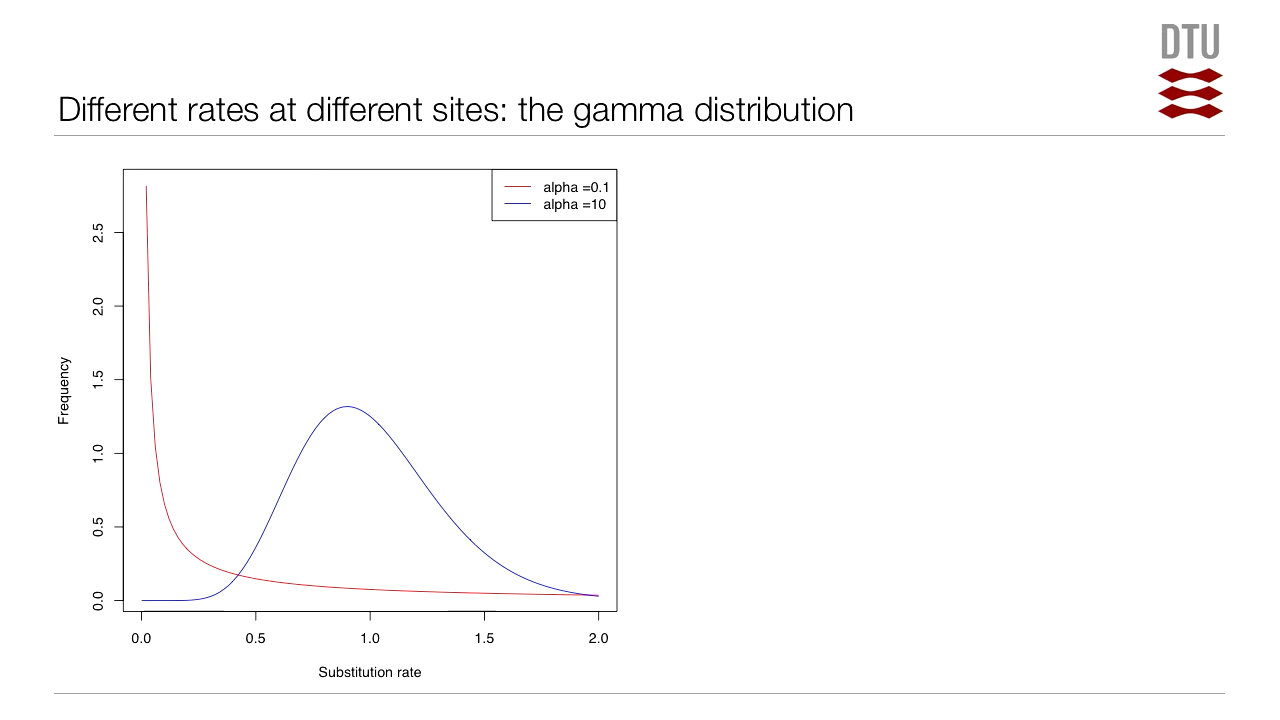 DTU
Different rates at different sites: the gamma distribution
alpha =0.1
alpha =10
Frequency
2.5
2.0
1.5
1.0
0.5
0.0
0.0 0.5 1.0 1.5 2.0
Substitution rate